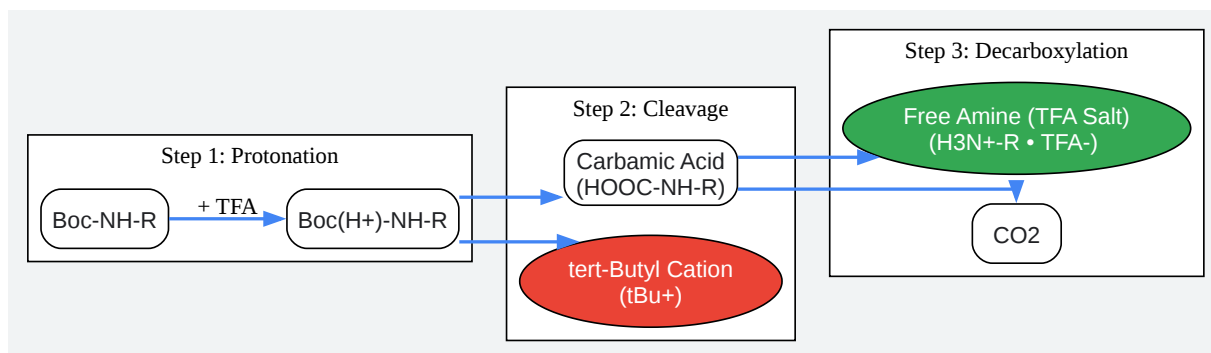 Step 1: Protonation
Boc-NH-R
+ TFA
Boc(H+)-NH-R
Step 2: Cleavage
Carbamic Acid
(HOOC-NH-R)
tert-Butyl Cation
(tBu+)
Step 3: Decarboxylation
Free Amine (TFA Salt)
(H3N+-R • TFA-)
CO2